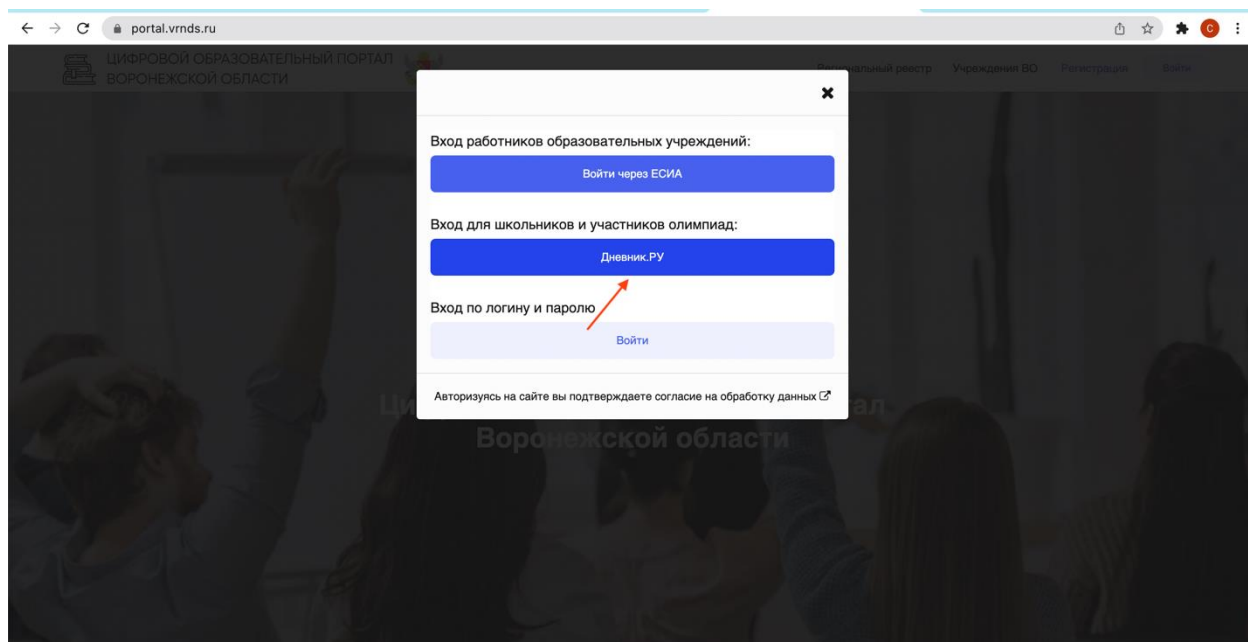 portal.vrnds.ru
C
ЦИФРОВОЙ ОБРАЗОВАТЕЛЬНЫЙ ПОРТАЛ
ВОРОНЕЖСКОЙ ОБЛАСТИ
реестр Учреждения ВО Регистрация Войти
Вход работников образовательных учреждений:
Войти через ЕСИА
Вход для школьников и участников олимпиад:
Дневник.РУ
Вход по логину и паролю
Войти
Авторизуясь на сайте вы подтверждаете согласие на обработку данных
Воронежской области